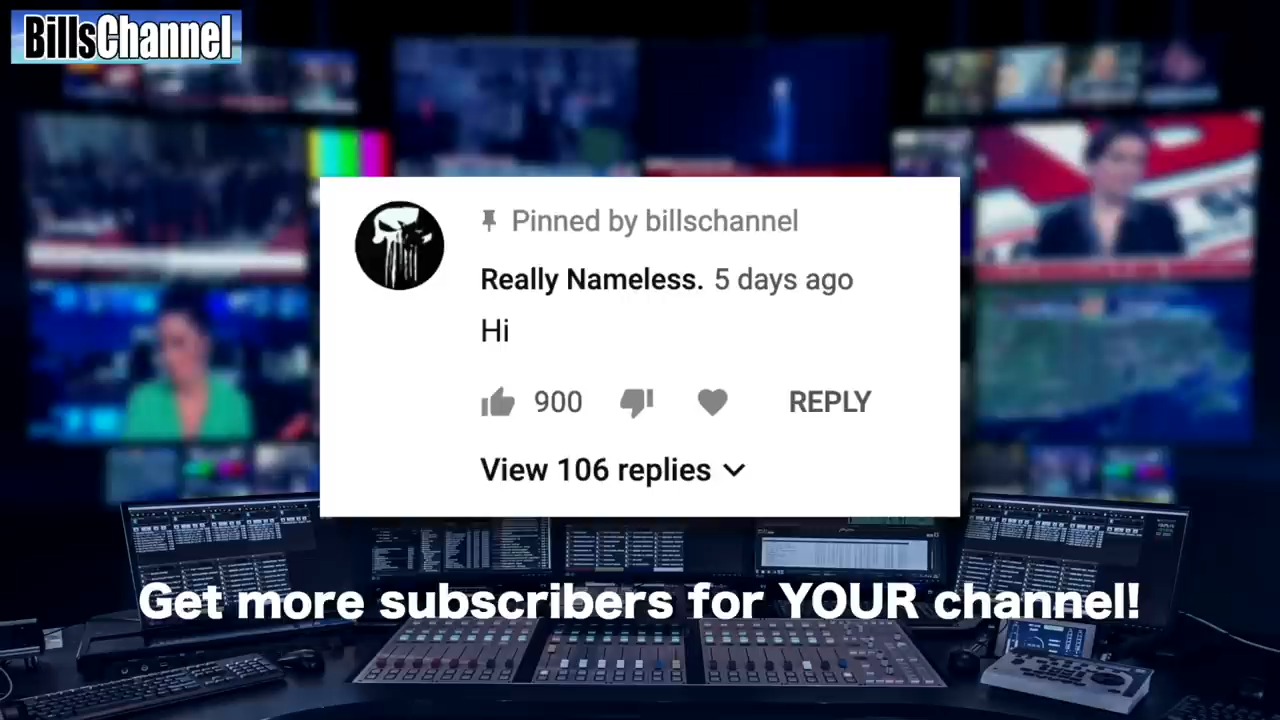 BillsChannel
Pinned by billschannel
Really Nameless. 5 days ago
Hi
900 REPLY
View 106 replies
Get more subscribers for YOUR channel!